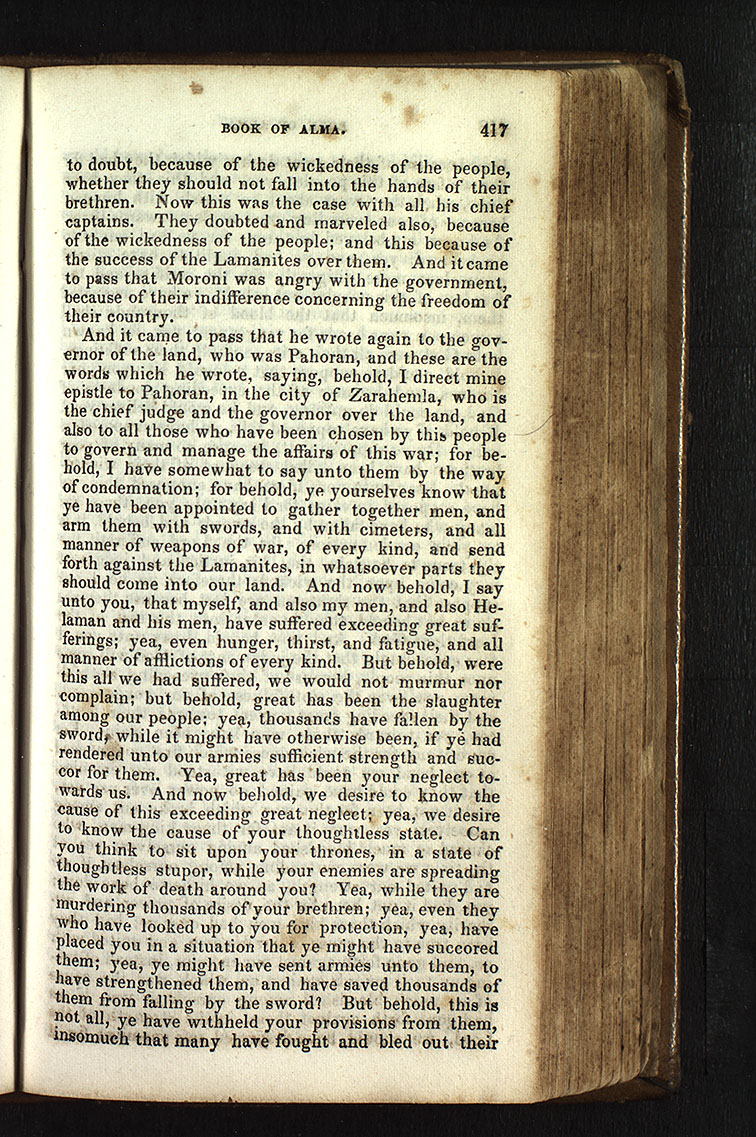 BOOK OF ALMA. 417
to doubt, because of the wickedness of the people,
whether they should not fall into the hands of their
brethren. Now this was the case with all his chief
captains. They doubted and marveled also, because
of the wickedness of the people; and this because of
the success of the Lamanites over them. And it came
to pass that Moroni was angry with the government,
because of their indifference concerning the freedom of
their country.
And it came to pass that he wrote again to the gov-
ernor of the land, who was Pahoran, and these are the
words which he wrote, saying, behold, I direct mine
epistle to Pahoran, in the city of Zarahemla, who is
the chief judge and the governor over the land, and
also to all those who have been chosen by this people
to govern and manage the affairs of this war; for be-
hold, I have somewhat to say unto them by the way
of condemnation; for behold, ye yourselves know that
ye have been appointed to gather together men, and
arm them with swords, and with cimeters, and all
manner of weapons of war, of every kind, and send
forth against the Lamanites, in whatsoever parts they
should come into our land. And now behold, I say
unto you, that myself, and also my men, and also He-
laman and his men, have suffered exceeding great suf-
ferings; yea, even hunger, thirst, and fatigue, and all
manner of afflictions of every kind. But behold, were
this all we had suffered, we would not murmur nor
complain; but behold, great has been the slaughter
among our people; yea, thousands have fallen by the
sword, while it might have otherwise been, if ye had
rendered unto our armies sufficient strength and suc-
cor for them. Yea, great has been your neglect to-
wards us. And now behold, we desire to know the
cause of this exceeding great neglect; yea, we desire
to know the cause of your thoughtless state. Can
you think to sit upon your thrones, in a state of
thoughtless stupor, while your enemies are spreading
the work of death around you? Yea, while they are
murdering thousands of your brethren; yea, even they
who have looked up to you for protection, yea, have
placed you in a situation that ye might have succored
them; yea, ye might have sent armies unto them, to
have strengthened them, and have saved thousands of
them from falling by the sword? But behold, this is
not all, ye have withheld your provisions from them,
insomuch that many have fought and bled out their